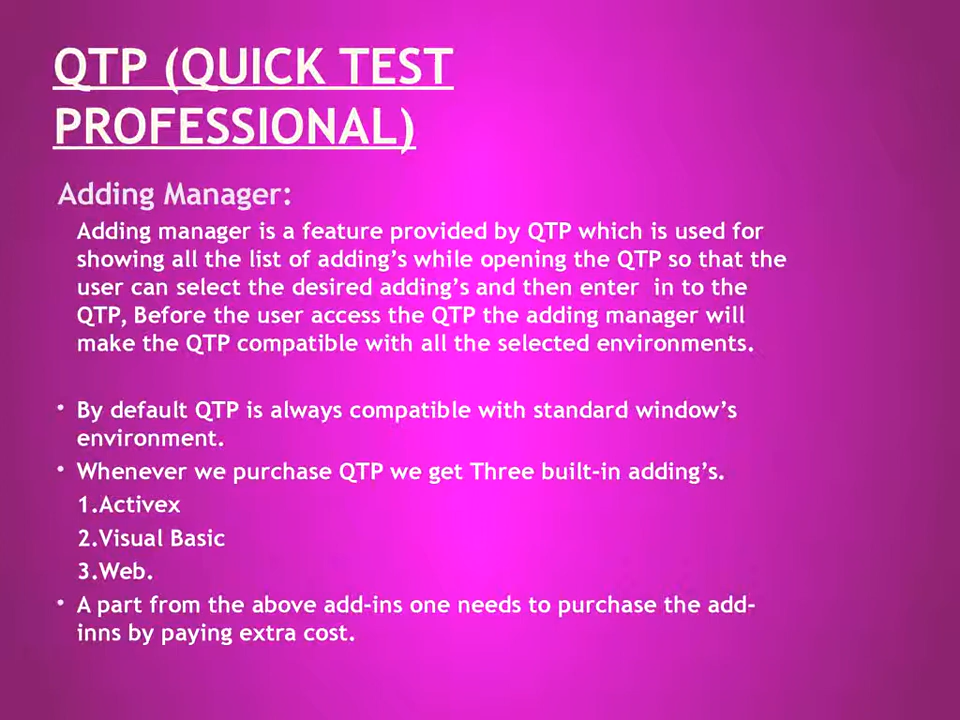 QTP (QUICK TEST
PROFESSIONAL)
Adding Manager:
Adding manager is a feature provided by QTP which is used for
showing all the list of adding’s while opening the QTP so that the
user can select the desired adding’s and then enter  in to the
QTP, Before the user access the QTP the adding manager will
make the QTP compatible with all the selected environments.
• By default QTP is always compatible with standard window’s
environment.
• Whenever we purchase QTP we get Three built-in adding’s.
1.Activex
2.Visual Basic
3.Web.
• A part from the above add-ins one needs to purchase the add-
inns by paying extra cost.